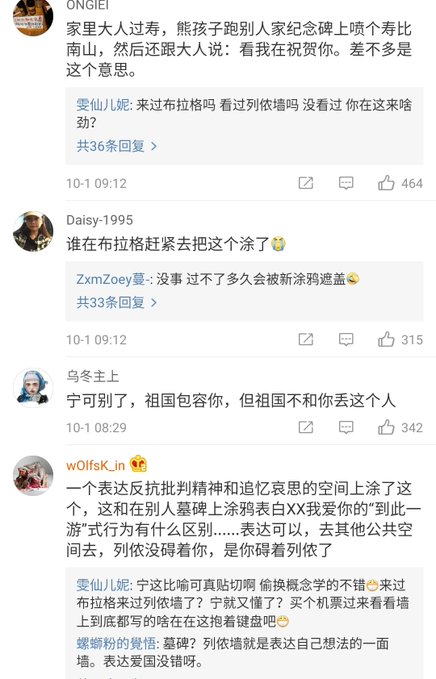 ONGIEI
家里大人过寿，熊孩子跑别人家纪念碑上喷个寿比
南山，然后还跟大人说：看我在祝贺你。差不多是
这个意思。
雯仙儿妮: 来过布拉格吗 看过列侬墙吗 没看过 你在这来啥
劲？
共36条回复 >
10-1 09:12
464
Daisy-1995
谁在布拉格赶紧去把这个涂了😭
ZxmZoey蔓-: 没事 过不了多久会被新涂鸦遮盖
共33条回复 >
10-1 09:12
315
乌冬主上
宁可别了，祖国包容你，但祖国不和你丢这个人
10-1 08:29
342
wOlfsK_in
一个表达反抗批判精神和追忆哀思的空间上涂了这
个，这和在别人墓碑上涂鸦表白XX我爱你的“到此一
游”式行为有什么区别......表达可以，去其他公共空
间去，列侬没碍着你，是你碍着列侬了
雯仙儿妮: 宁这比喻可真贴切啊 偷换概念学的不错 来过
布拉格来过列侬墙了？宁就又懂了？买个机票过来看看墙
上到底都写的啥在在这抱着键盘吧
螺蛳粉的覺悟: 墓碑？列侬墙就是表达自己想法的一面
墙。表达爱国没错呀。